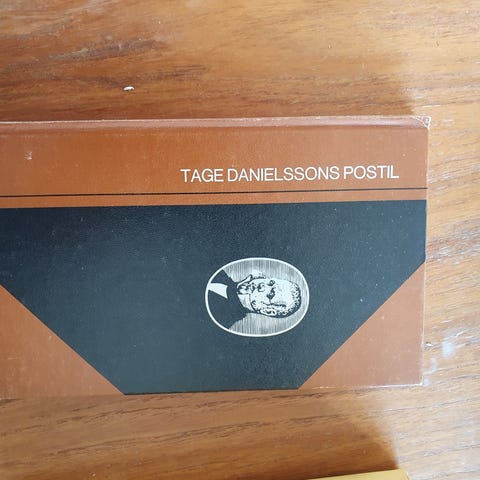 TAGE DANIELSSONS POSTIL